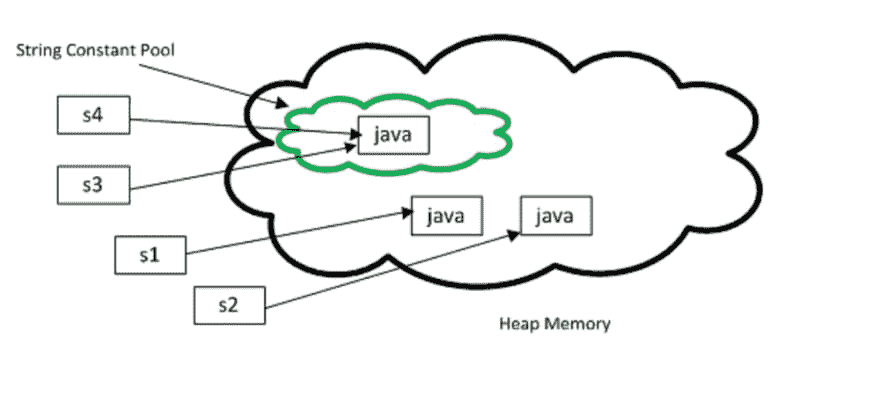 String Constant Pool
s4
java
s3
java
java
s1
s2
Heap Memory